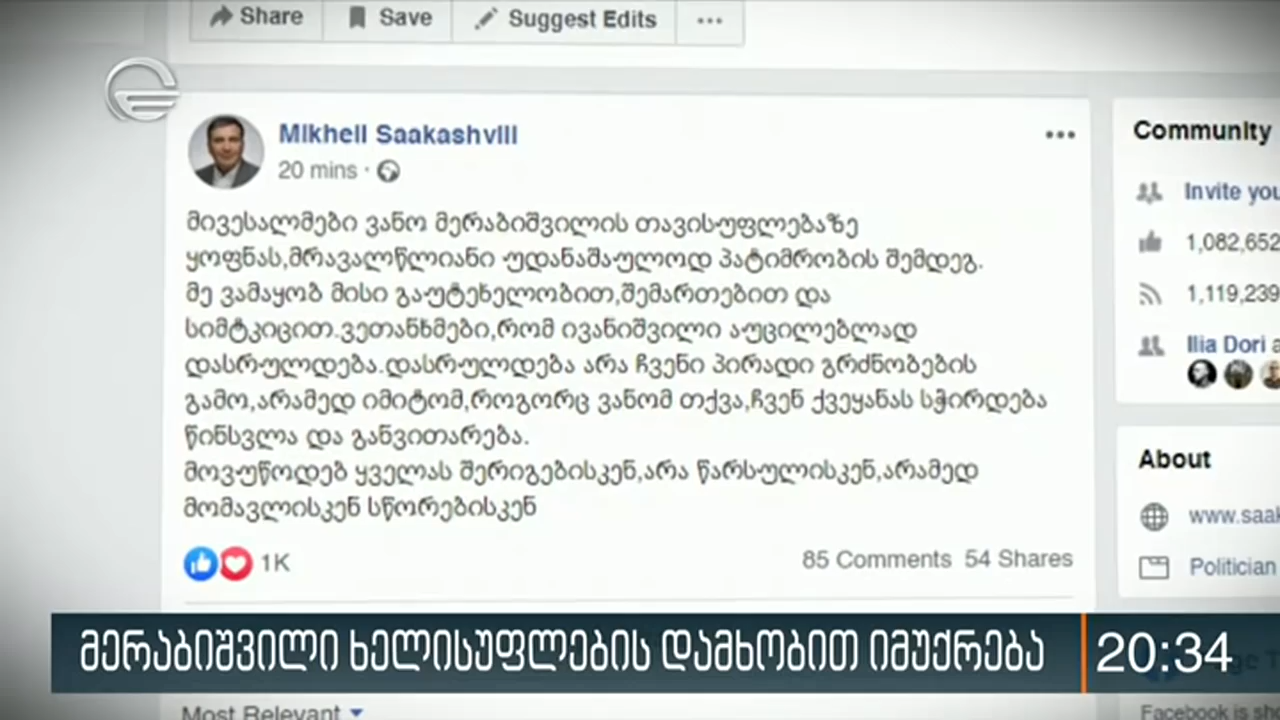 Share Save Suggest Edits ...
Mikheil Saakashvili
20 mins ·
მივესალმები ვანო მერაბიშვილის თავისუფლებაზე
ყოფნას,მრავალწლიანი უდანაშაულოდ პატიმრობის შემდეგ.
მე ვამაყობ მისი გაუტეხელობით,შემართებით და
სიმტკიცით.ვეთანხმები,რომ ივანიშვილი აუცილებლად
დასრულდება.დასრულდება არა ჩვენი პირადი გრძნობების
გამო,არამედ იმიტომ,როგორც ვანომ თქვა,ჩვენ ქვეყანას სჭირდება
წინსვლა და განვითარება.
მოვუწოდებ ყველას შერიგებისკენ,არა წარსულისკენ,არამედ
მომავლისკენ სწორებისკენ
1K 85 Comments 54 Shares
Most Relevant
Community
Invite you
1,082,652
1,119,239
Ilia Dori a
About
www.saak
Politician
მერაბიშვილი ხელისუფლების დამხობით იმუქრება 20:34
Facebook is sho